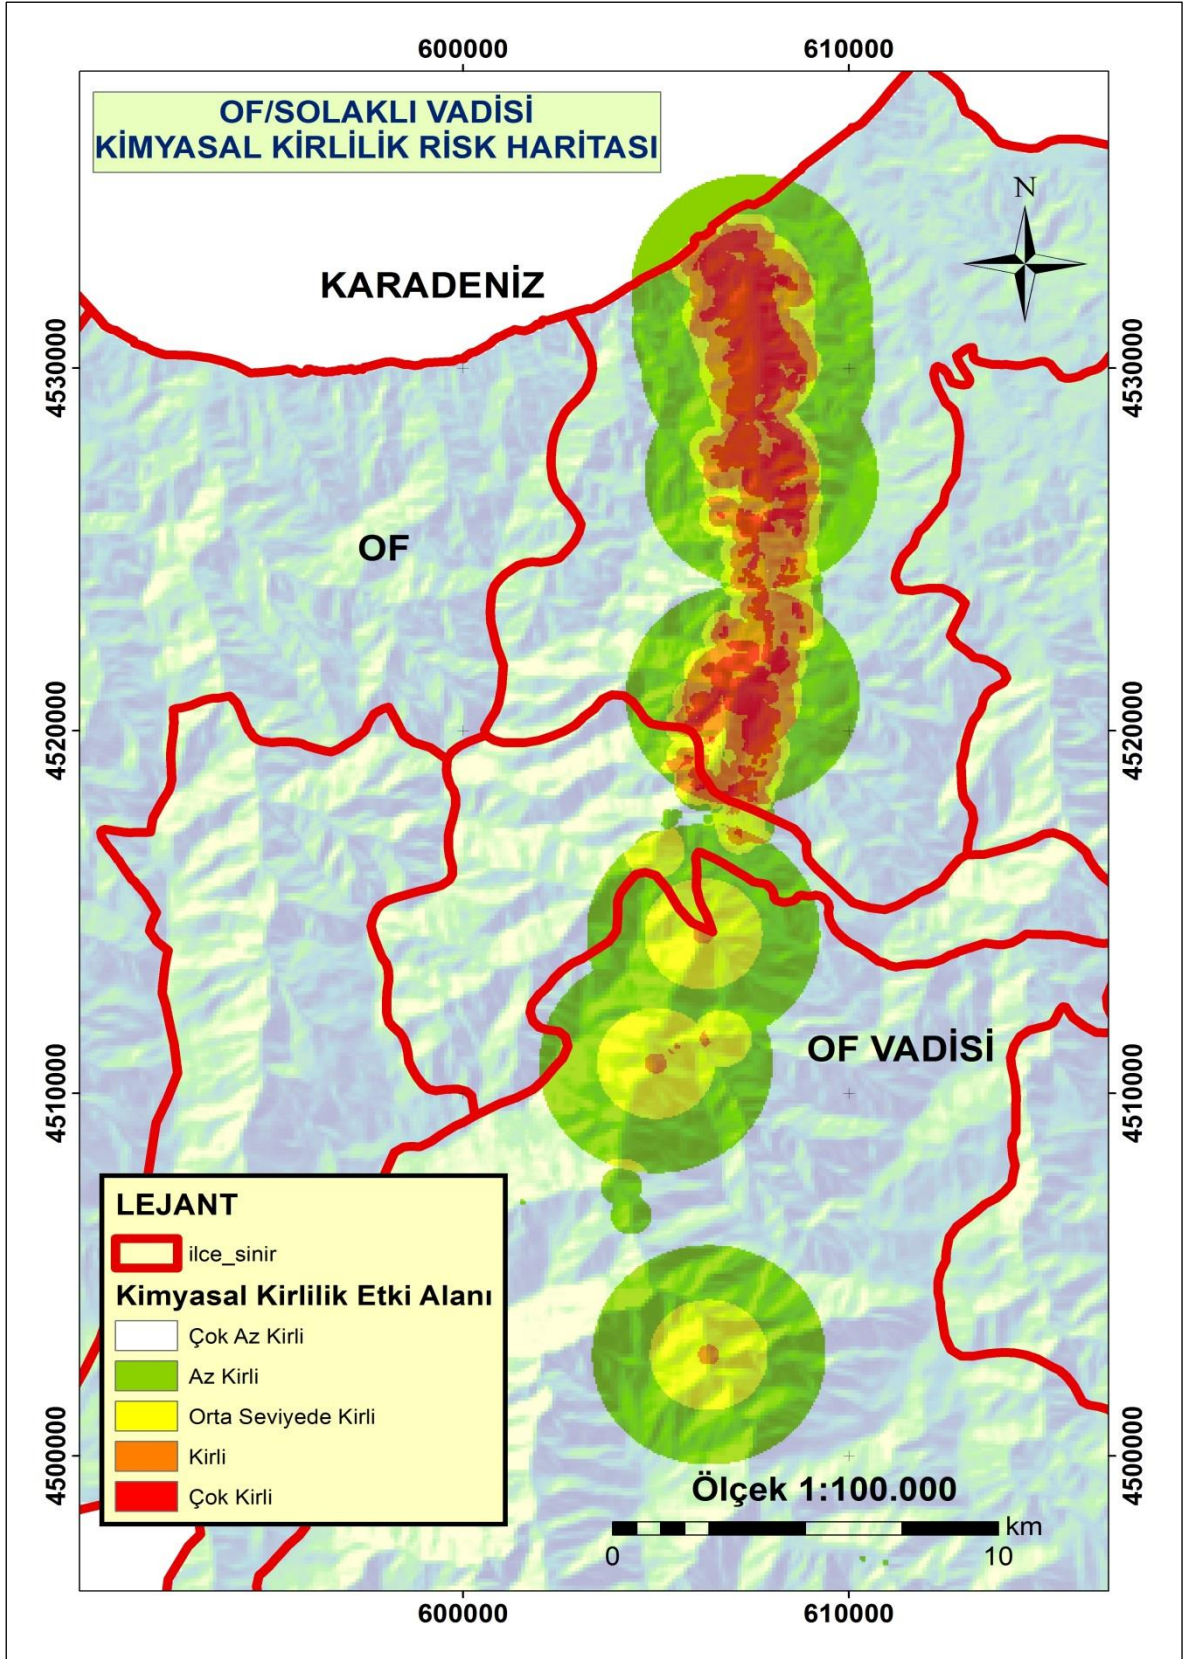 600000 610000
OF/SOLAKLI VADİSİ
KİMYASAL KİRLİLİK RİSK HARİTASI
N
KARADENİZ
4530000 4530000
OF
4520000 4520000
OF VADİSİ
4510000 4510000
LEJANT
ilce_sinir
Kimyasal Kirlilik Etki Alanı
Çok Az Kirli
Az Kirli
Orta Seviyede Kirli
Kirli
Çok Kirli
4500000 4500000
Ölçek 1:100.000
km
0 10
600000 610000